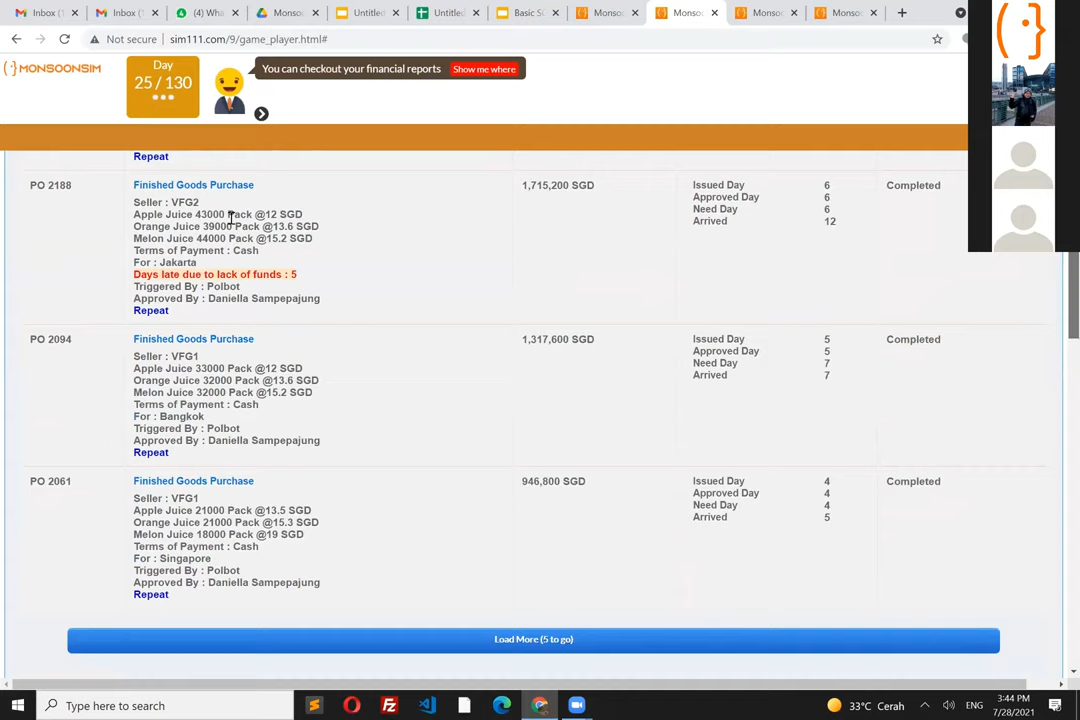 Inbox (1
Inbox (1
(4) Wha
Monsoo
Untitled
Untitled
Basic SC
Monsoo
Monsoo
Monsoo
Monsoo
Not secure
sim111.com/9/game_player.html#
MONSOONSIM
Day
25 / 130
You can checkout your financial reports
Show me where
Repeat
PO 2188
Finished Goods Purchase
1,715,200 SGD
Issued Day 6
Completed
Seller : VFG2
Approved Day 6
Apple Juice 43000 Pack @12 SGD
Need Day 6
Orange Juice 39000 Pack @13.6 SGD
Arrived 12
Melon Juice 44000 Pack @15.2 SGD
Terms of Payment : Cash
For : Jakarta
Days late due to lack of funds : 5
Triggered By : Polbot
Approved By : Daniella Sampepajung
Repeat
PO 2094
Finished Goods Purchase
1,317,600 SGD
Issued Day 5
Completed
Seller : VFG1
Approved Day 5
Apple Juice 33000 Pack @12 SGD
Need Day 7
Orange Juice 32000 Pack @13.6 SGD
Arrived 7
Melon Juice 32000 Pack @15.2 SGD
Terms of Payment : Cash
For : Bangkok
Triggered By : Polbot
Approved By : Daniella Sampepajung
Repeat
PO 2061
Finished Goods Purchase
946,800 SGD
Issued Day 4
Completed
Seller : VFG1
Approved Day 4
Apple Juice 21000 Pack @13.5 SGD
Need Day 4
Orange Juice 21000 Pack @15.3 SGD
Arrived 5
Melon Juice 18000 Pack @19 SGD
Terms of Payment : Cash
For : Singapore
Triggered By : Polbot
Approved By : Daniella Sampepajung
Repeat
Load More (5 to go)
Type here to search
33°C Cerah
ENG
3:44 PM
7/28/2021